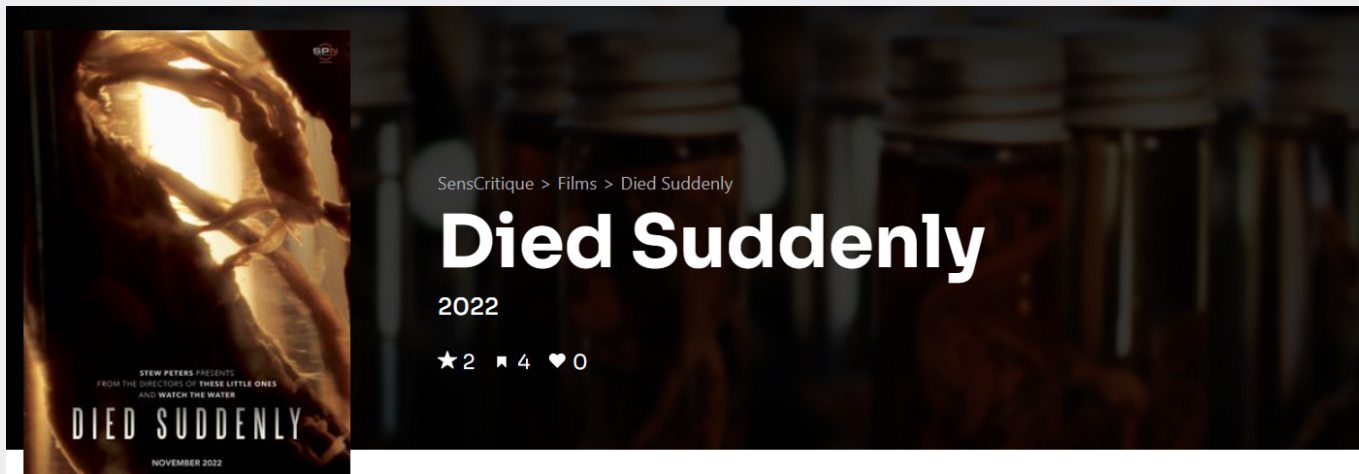 SPN
SensCritique > Films > Died Suddenly
Died Suddenly
2022
2 4 0
STEW PETERS PRESENTS
FROM THE DIRECTORS OF THESE LITTLE ONES
AND WATCH THE WATER
DIED SUDDENLY
NOVEMBER 2022